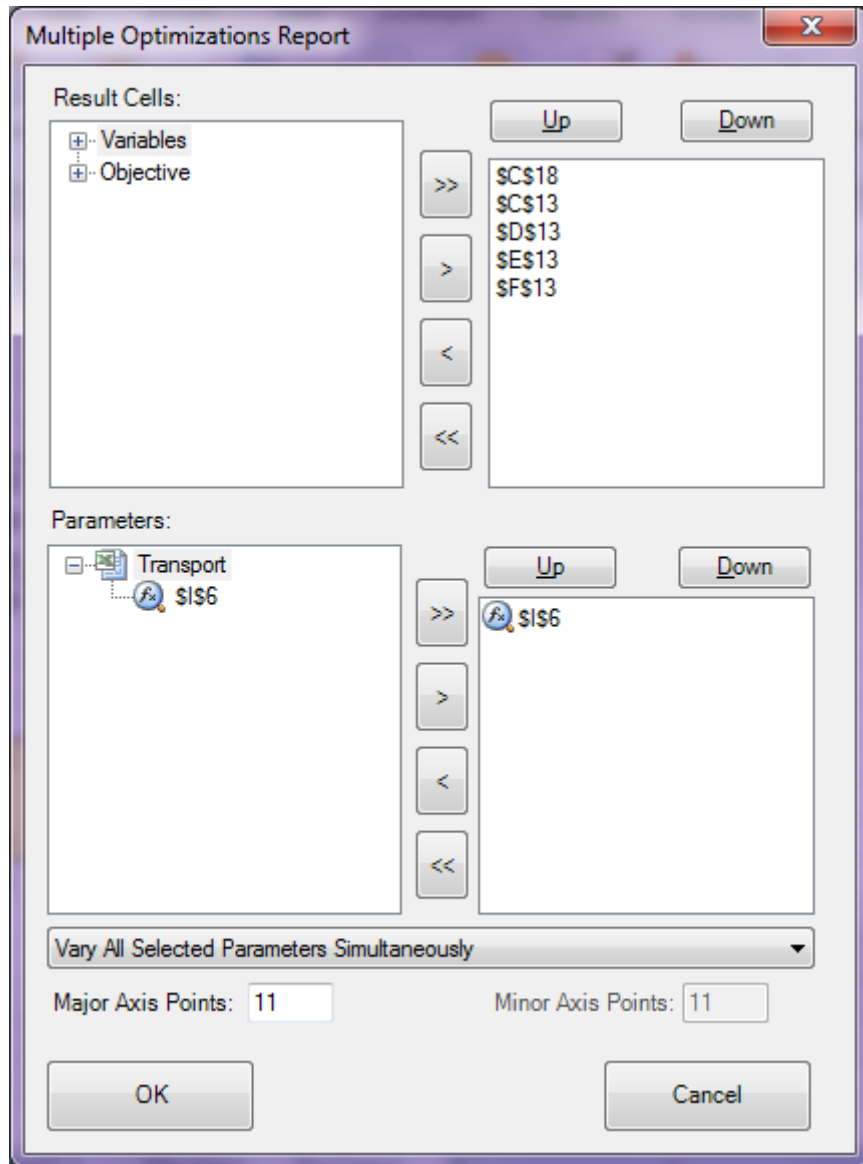 Multiple Optimizations Report
x
Result Cells:
Variables
Objective
>>
>
<
<<
Up
Down
$C$18
$C$13
$D$13
$E$13
$F$13
Parameters:
Transport
$I$6
>>
>
<
<<
Up
Down
$I$6
Vary All Selected Parameters Simultaneously
Major Axis Points: 11
Minor Axis Points: 11
OK
Cancel